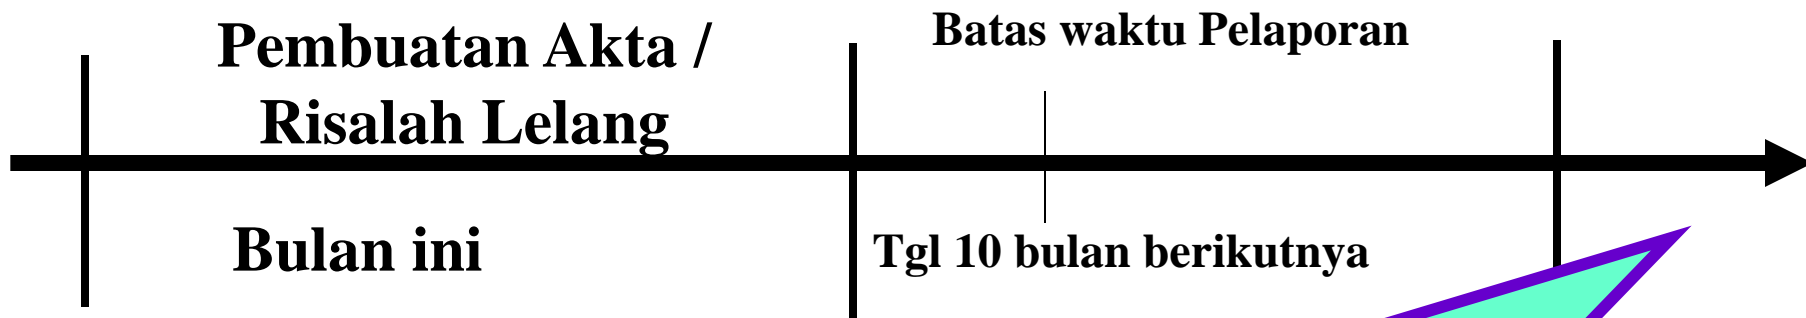 Pembuatan Akta /
Risalah Lelang
Batas waktu Pelaporan
Bulan ini
Tgl 10 bulan berikutnya